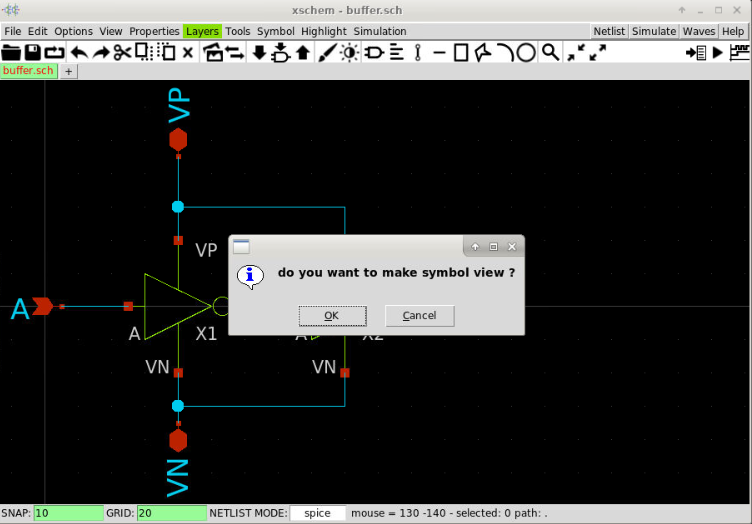 xschem - buffer.sch
File Edit Options View Properties Layers Tools Symbol Highlight Simulation Netlist Simulate Waves Help
buffer.sch +
VP
do you want to make symbol view ?
OK Cancel
VP
A
A X1
X2
VN VN
VN
SNAP: 10 GRID: 20 NETLIST MODE: spice mouse = 130 -140 - selected: 0 path: .